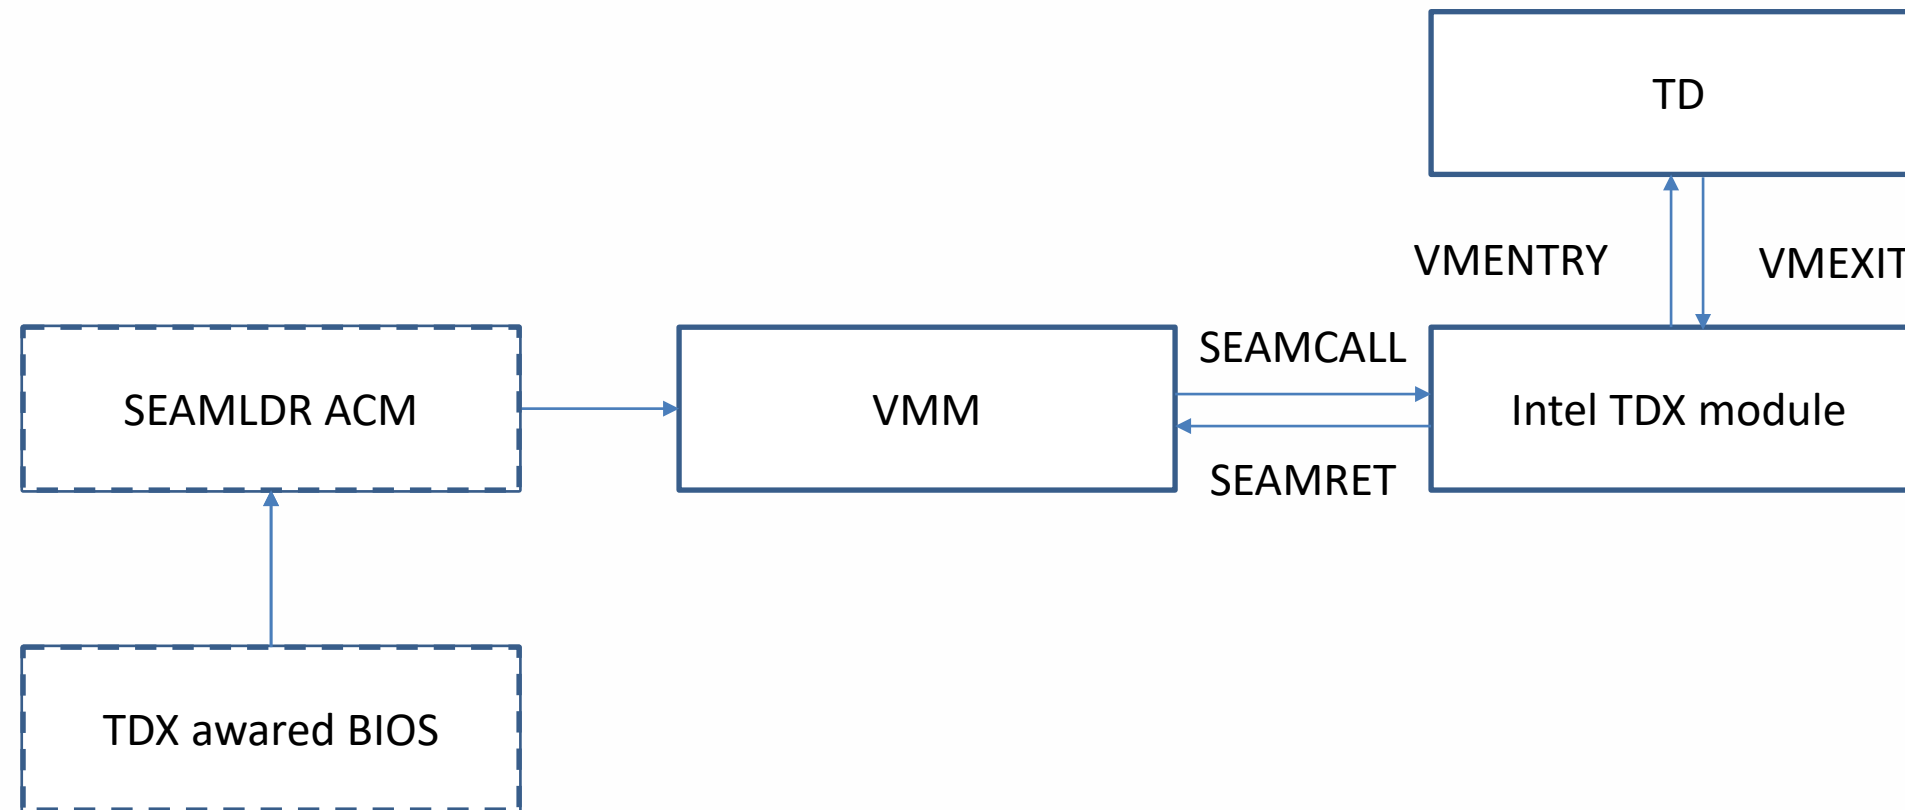 TD
VMENTRY
VMEXIT
SEAMLDR ACM
VMM
SEAMCALL
SEAMRET
Intel TDX module
TDX awared BIOS